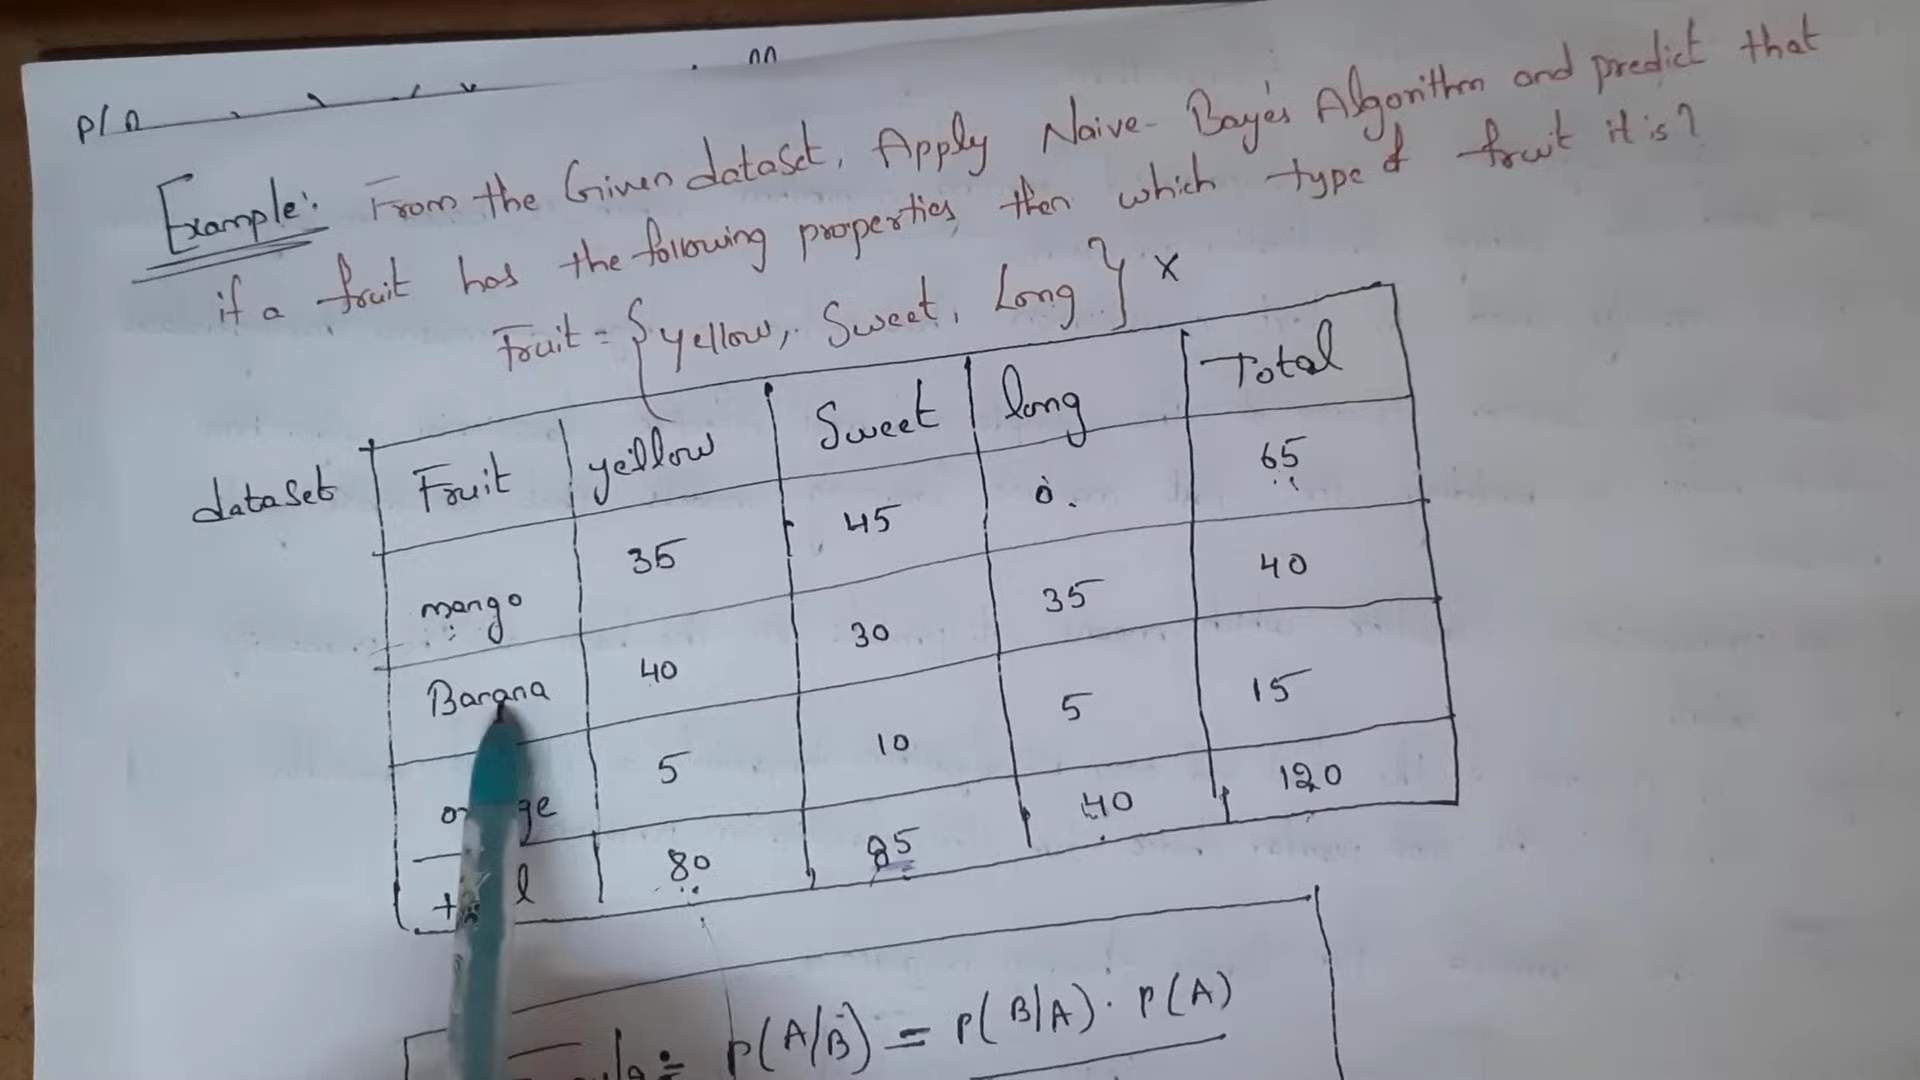 Example: From the Given dataset, Apply Naive-Bayes Algorithm and predict that
if a fruit has the following properties then which type of fruit it is?
Fruit = {yellow, Sweet, Long} X
dataset
Fruit yellow Sweet long Total
mango 35 45 0 65
Banana 40 30 35 40
5 10 5 15
80 85 40 120
P(A/B) = P(B/A) . P(A)